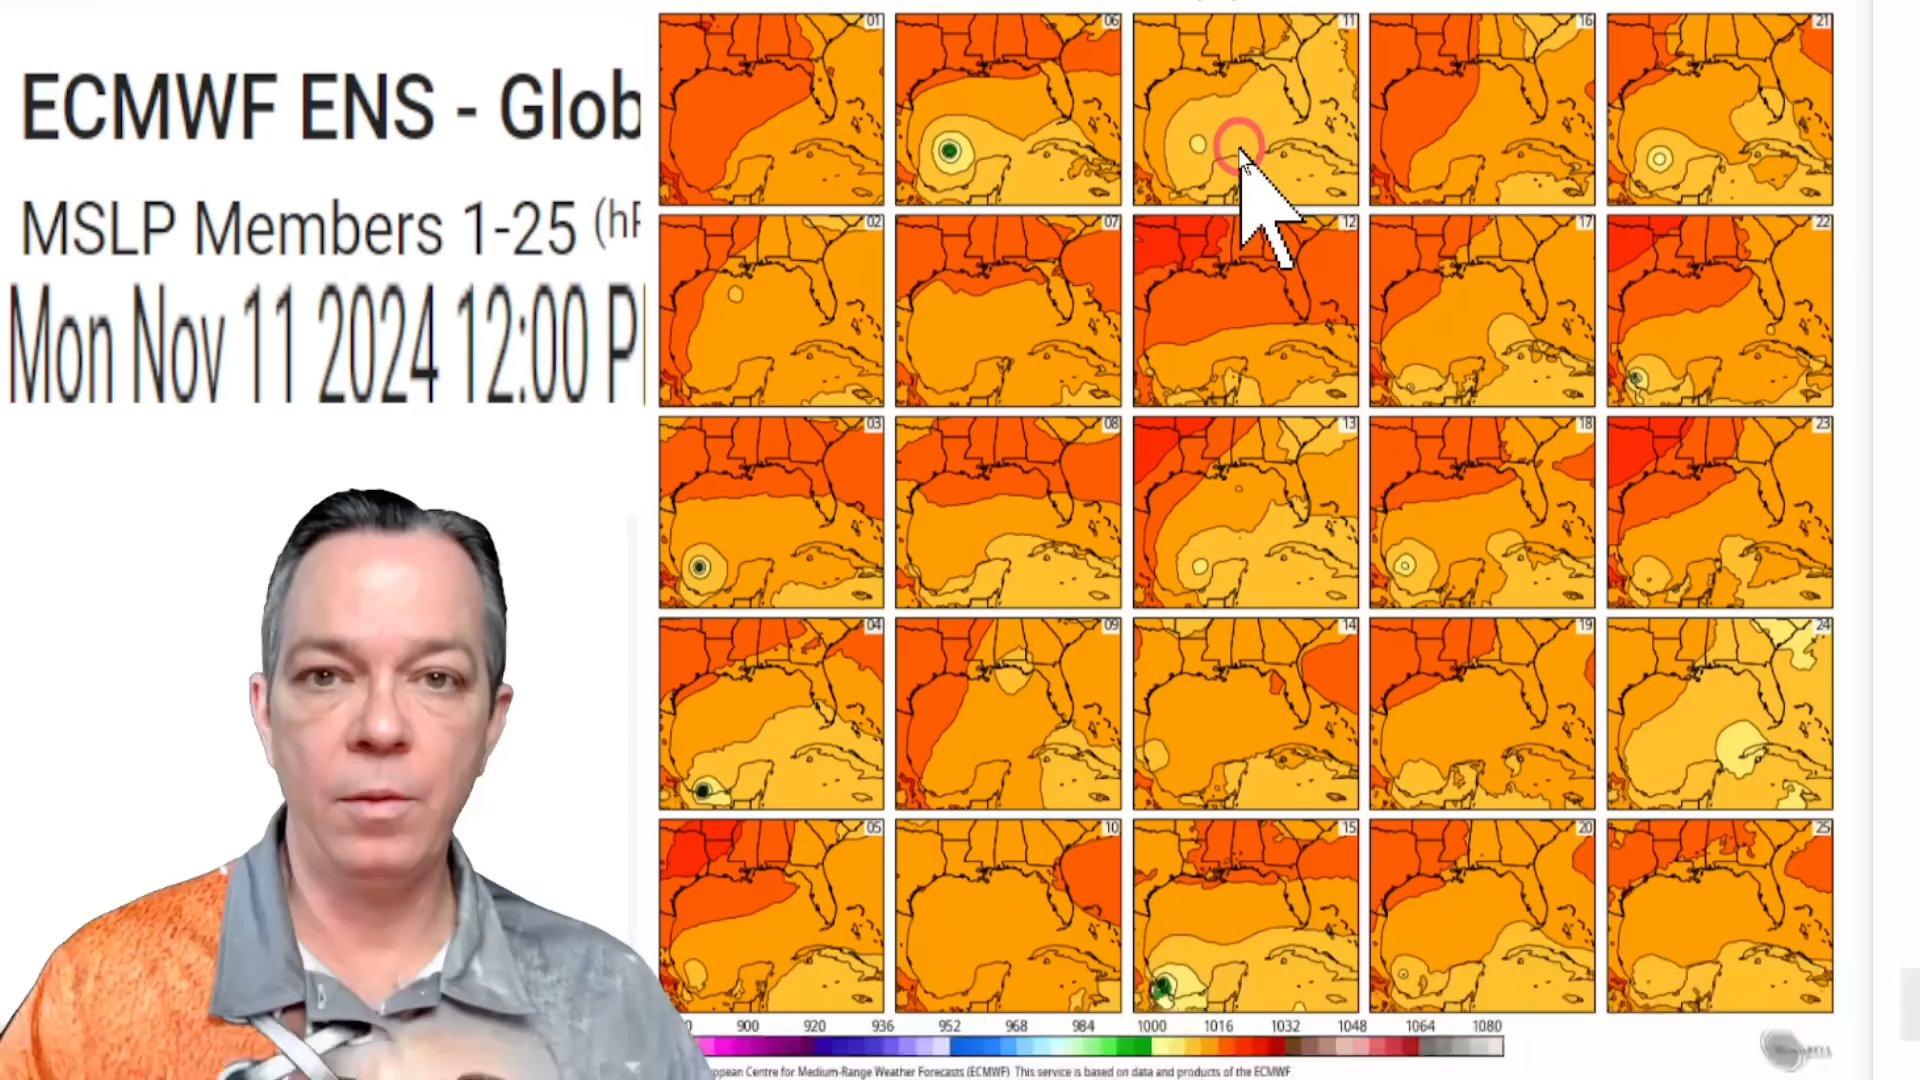 ECMWF ENS - Glob
MSLP Members 1-25 (hP
Mon Nov 11 2024 12:00 P
01 06 11 16 21
02 07 12 17 22
03 08 13 18 23
04 09 14 19 24
05 10 15 20 25
900 920 936 952 968 984 1000 1016 1032 1048 1064 1080
opean Centre for Medium-Range Weather Forecasts (ECMWF) This service is based on data and products of the ECMWF.